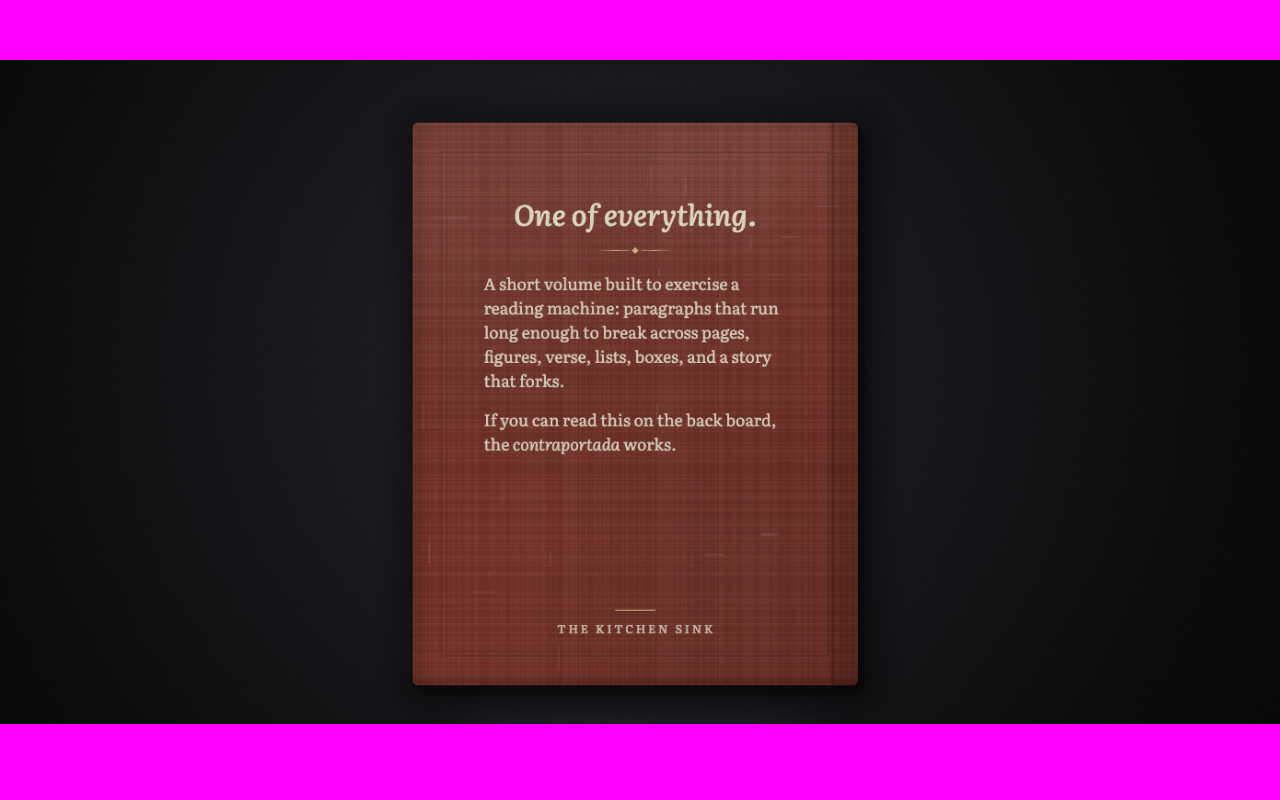 One of everything.
A short volume built to exercise a
reading machine: paragraphs that run
long enough to break across pages,
figures, verse, lists, boxes, and a story
that forks.
If you can read this on the back board,
the contraportada works.
THE KITCHEN SINK